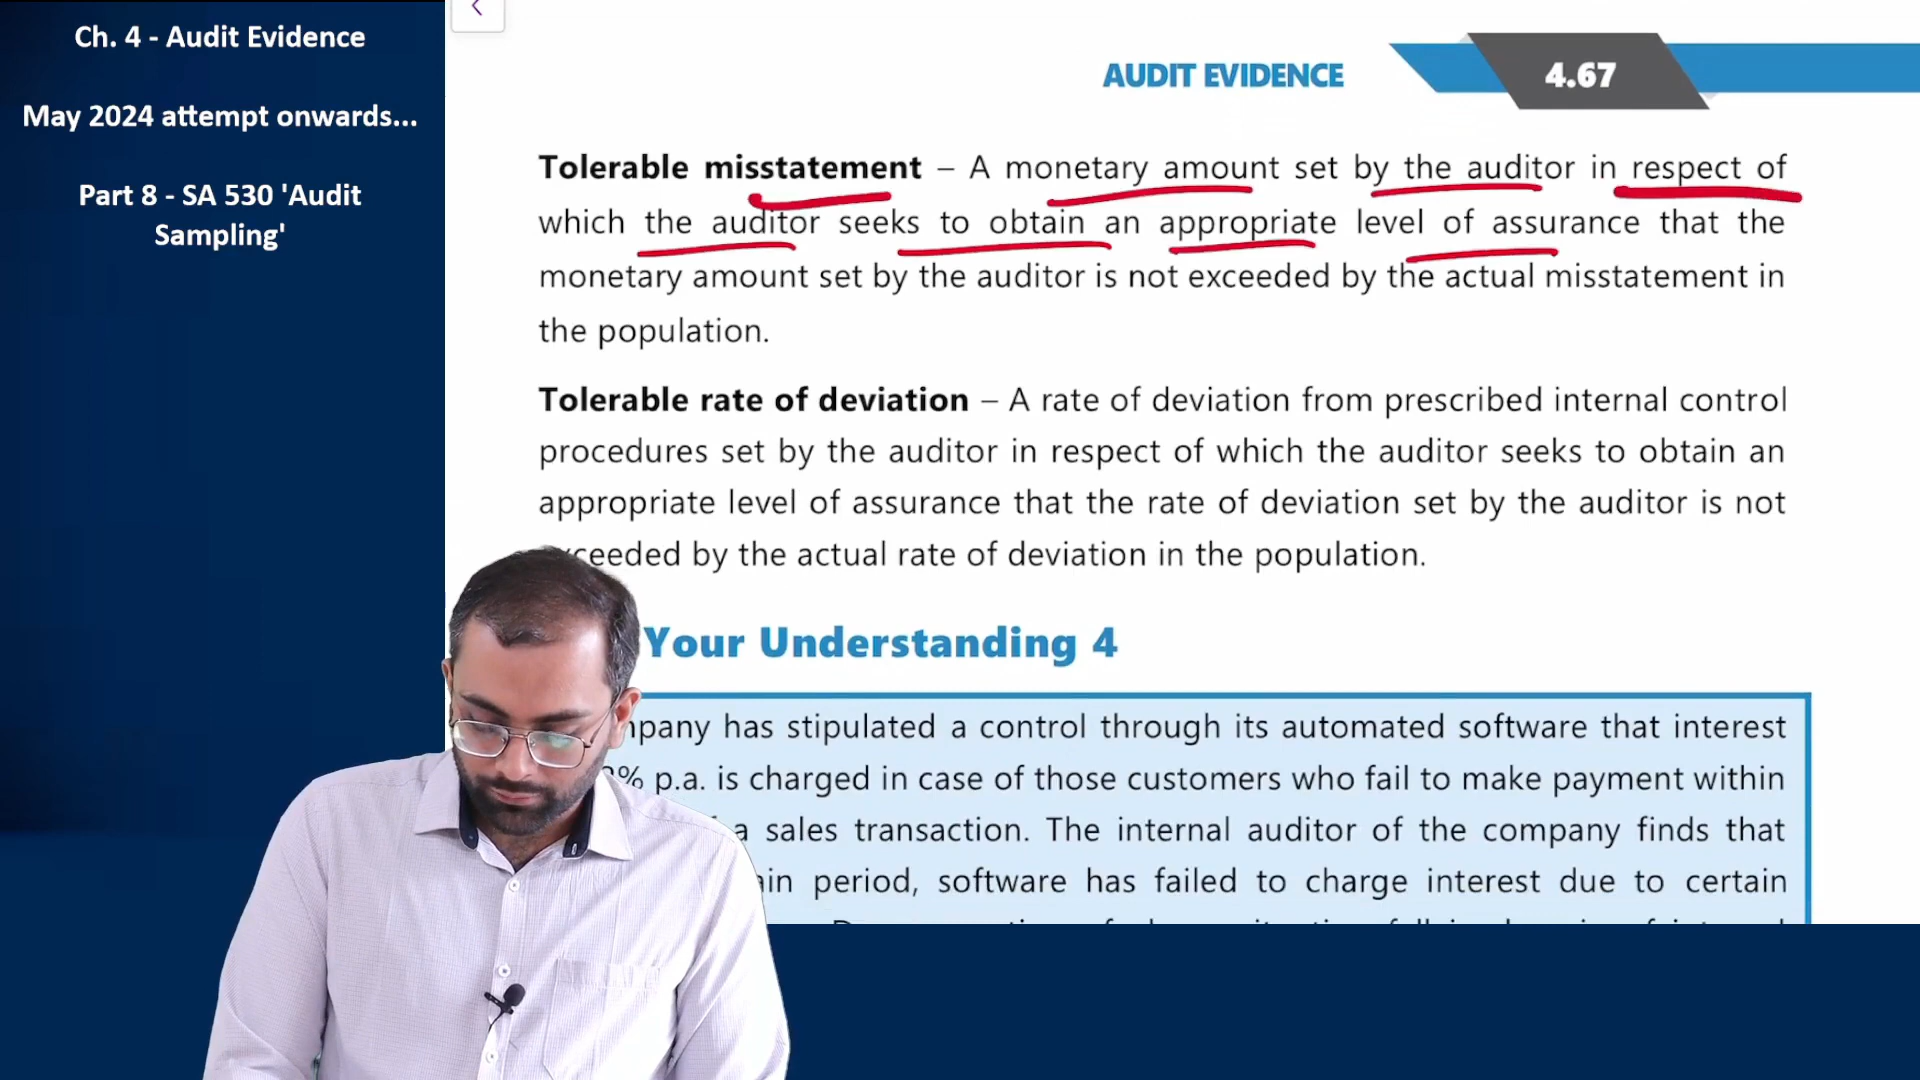 Ch. 4 - Audit Evidence
May 2024 attempt onwards...
Part 8 - SA 530 'Audit
Sampling'
AUDIT EVIDENCE
4.67
Tolerable misstatement – A monetary amount set by the auditor in respect of
which the auditor seeks to obtain an appropriate level of assurance that the
monetary amount set by the auditor is not exceeded by the actual misstatement in
the population.
Tolerable rate of deviation – A rate of deviation from prescribed internal control
procedures set by the auditor in respect of which the auditor seeks to obtain an
appropriate level of assurance that the rate of deviation set by the auditor is not
exceeded by the actual rate of deviation in the population.
Your Understanding 4
has stipulated a control through its automated software that interest
% p.a. is charged in case of those customers who fail to make payment within
a sales transaction. The internal auditor of the company finds that
period, software has failed to charge interest due to certain